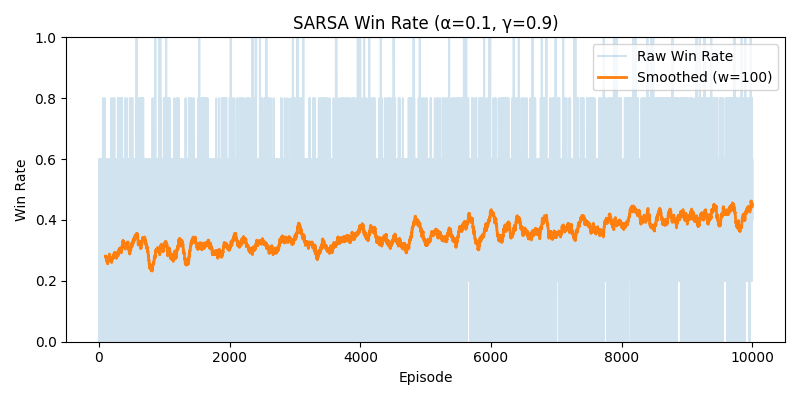 SARSA Win Rate (α=0.1, γ=0.9)
Raw Win Rate
Smoothed (w=100)
Win Rate
1.0
0.8
0.6
0.4
0.2
0.0
0 2000 4000 6000 8000 10000
Episode